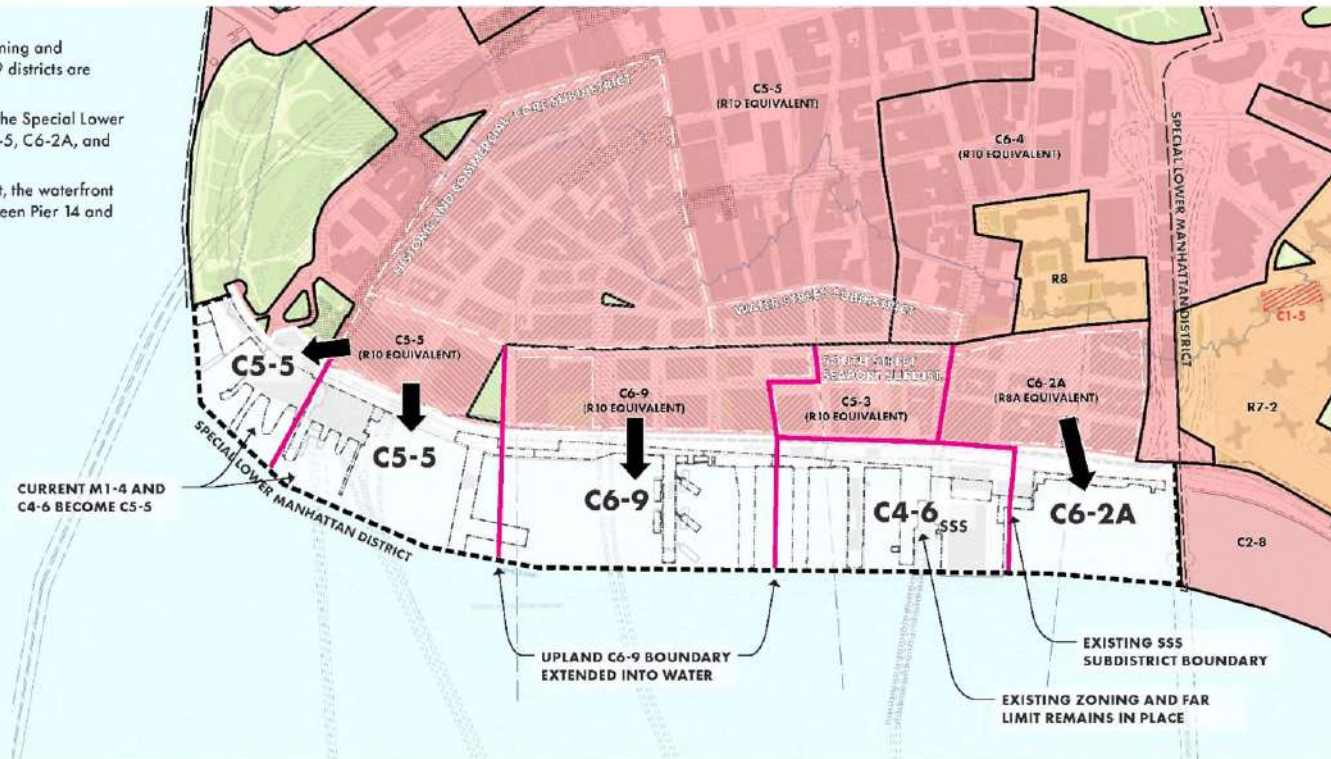 ning and
9 districts are
the Special Lower
-5, C6-2A, and
t, the waterfront
een Pier 14 and
HISTORIC AND COMMERCIAL CORE SUBDISTRICT
C5-5
(R10 EQUIVALENT)
C6-4
(R10 EQUIVALENT)
SPECIAL LOWER MANHATTAN DISTRICT
R8
C1-5
WATER STREET SUBDISTRICT
C5-5
(R10 EQUIVALENT)
C5-5
C6-9
(R10 EQUIVALENT)
SOUTH STREET
SEAPORT SUBDIST.
C5-3
(R10 EQUIVALENT)
C6-2A
(R8A EQUIVALENT)
R7-2
C5-5
C6-9
C4-6 SSS
C6-2A
C2-8
SPECIAL LOWER MANHATTAN DISTRICT
CURRENT M1-4 AND
C4-6 BECOME C5-5
UPLAND C6-9 BOUNDARY
EXTENDED INTO WATER
EXISTING SSS
SUBDISTRICT BOUNDARY
EXISTING ZONING AND FAR
LIMIT REMAINS IN PLACE